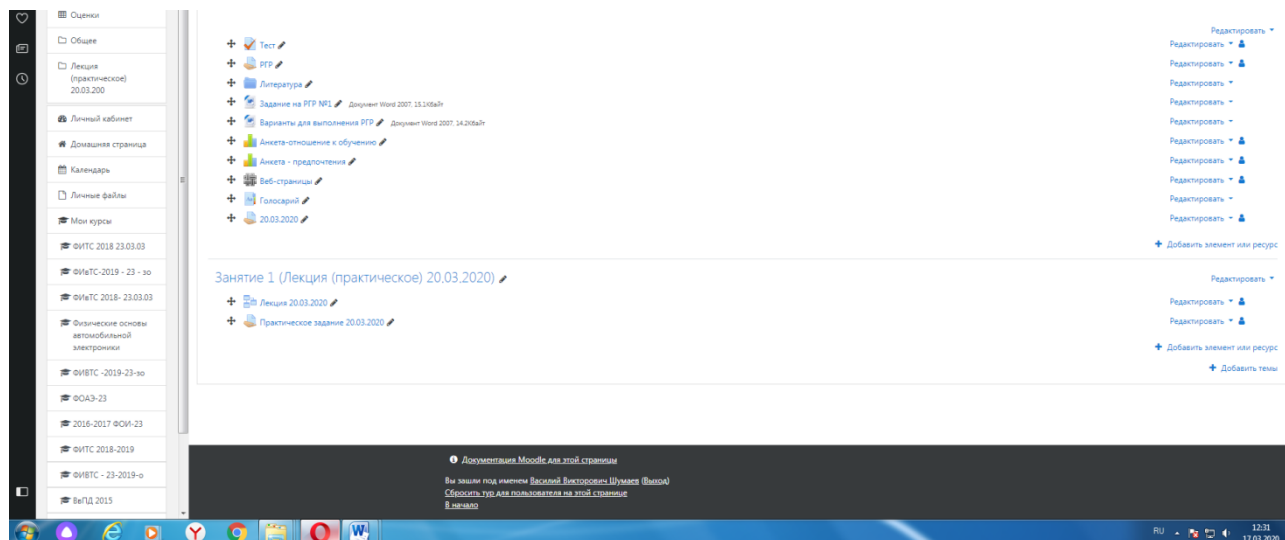 Оценки
Общее
Лекция
(практическое)
20.03.200
Личный кабинет
Домашняя страница
Календарь
Личные файлы
Мои курсы
ФИТС 2018 23.03.03
ФИвТС-2019 - 23 - зо
ФИвТС 2018- 23.03.03
Физические основы
автомобильной
электроники
ФИВТС -2019-23-зо
ФОАЭ-23
2016-2017 ФОИ-23
ФИТС 2018-2019
ФИВТС - 23-2019-о
ВвПД 2015
Редактировать
Тест Редактировать
РГР Редактировать
Литература Редактировать
Задание на РГР №1 Документ Word 2007, 15.1Кбайт Редактировать
Варианты для выполнения РГР Документ Word 2007, 14.2Кбайт Редактировать
Анкета-отношение к обучению Редактировать
Анкета - предпочтения Редактировать
Веб-страницы Редактировать
Голосарий Редактировать
20.03.2020 Редактировать
Добавить элемент или ресурс
Занятие 1 (Лекция (практическое) 20.03.2020) Редактировать
Лекция 20.03.2020 Редактировать
Практическое задание 20.03.2020 Редактировать
Добавить элемент или ресурс
Добавить темы
Документация Moodle для этой страницы
Вы зашли под именем Василий Викторович Шумаев (Выход)
Сбросить тур для пользователя на этой странице
В начало
RU 12:31
17.03.2020